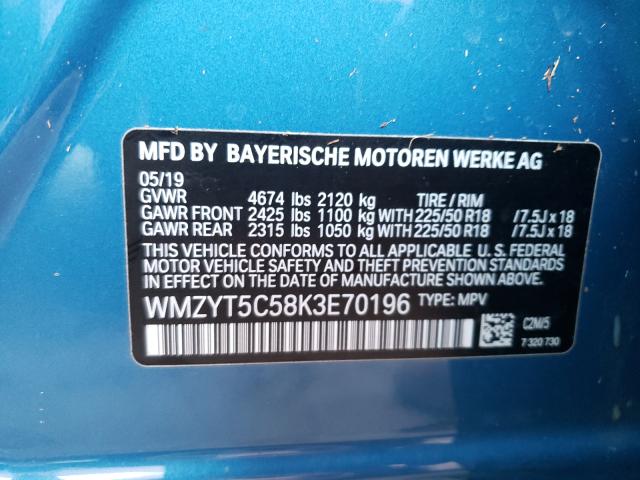 MFD BY BAYERISCHE MOTOREN WERKE AG
05/19
GVWR 4674 lbs 2120 kg TIRE / RIM
GAWR FRONT 2425 lbs 1100 kg WITH 225/50 R18 /7.5J x 18
GAWR REAR 2315 lbs 1050 kg WITH 225/50 R18 /7.5J x 18
THIS VEHICLE CONFORMS TO ALL APPLICABLE U.S. FEDERAL
MOTOR VEHICLE SAFETY AND THEFT PREVENTION STANDARDS
IN EFFECT ON THE DATE OF MANUFACTURE SHOWN ABOVE.
WMZYT5C58K3E70196 TYPE: MPV
C2M/5
7 320 730